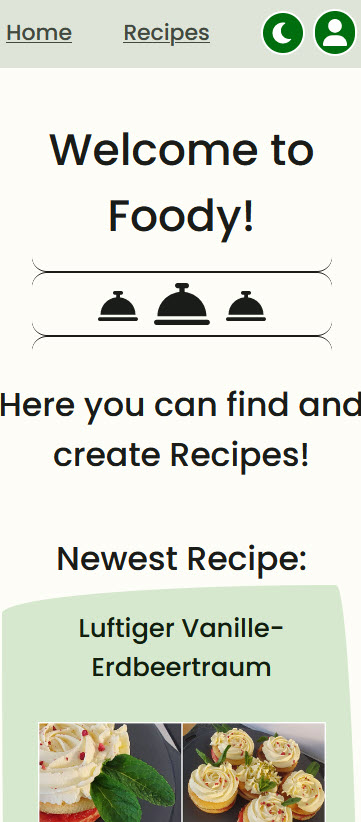 Home Recipes
Welcome to
Foody!
Here you can find and
create Recipes!
Newest Recipe:
Luftiger Vanille-
Erdbeertraum